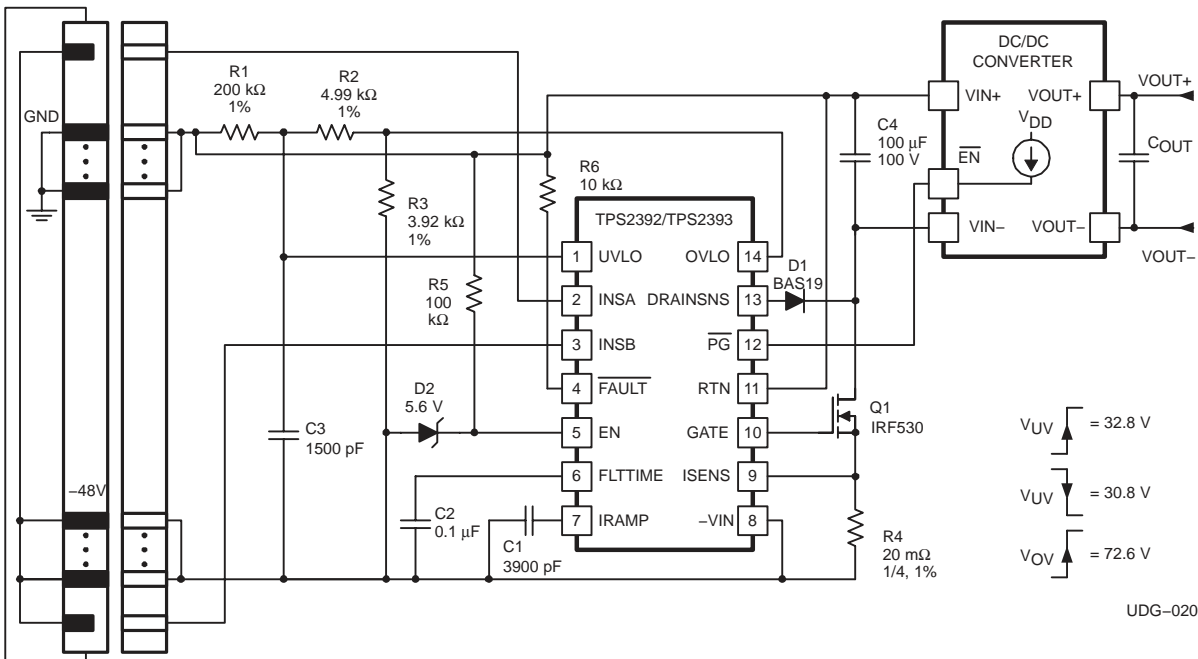 DC/DC
CONVERTER
VIN+
VOUT+
VOUT+
VDD
EN
COUT
VIN−
VOUT−
VOUT−
GND
R1
200 kΩ
1%
R2
4.99 kΩ
1%
C4
100 μF
100 V
R6
10 kΩ
R3
3.92 kΩ
1%
TPS2392/TPS2393
1
UVLO
OVLO
14
D1
BAS19
R5
100
kΩ
2
INSA
DRAINSNS
13
3
INSB
PG
12
4
FAULT
RTN
11
D2
5.6 V
Q1
IRF530
5
EN
GATE
10
C3
1500 pF
6
FLTTIME
ISENS
9
−48V
C2
0.1 μF
7
IRAMP
-VIN
8
C1
3900 pF
R4
20 mΩ
1/4, 1%
VUV
= 32.8 V
VUV
= 30.8 V
VOV
= 72.6 V
UDG−020